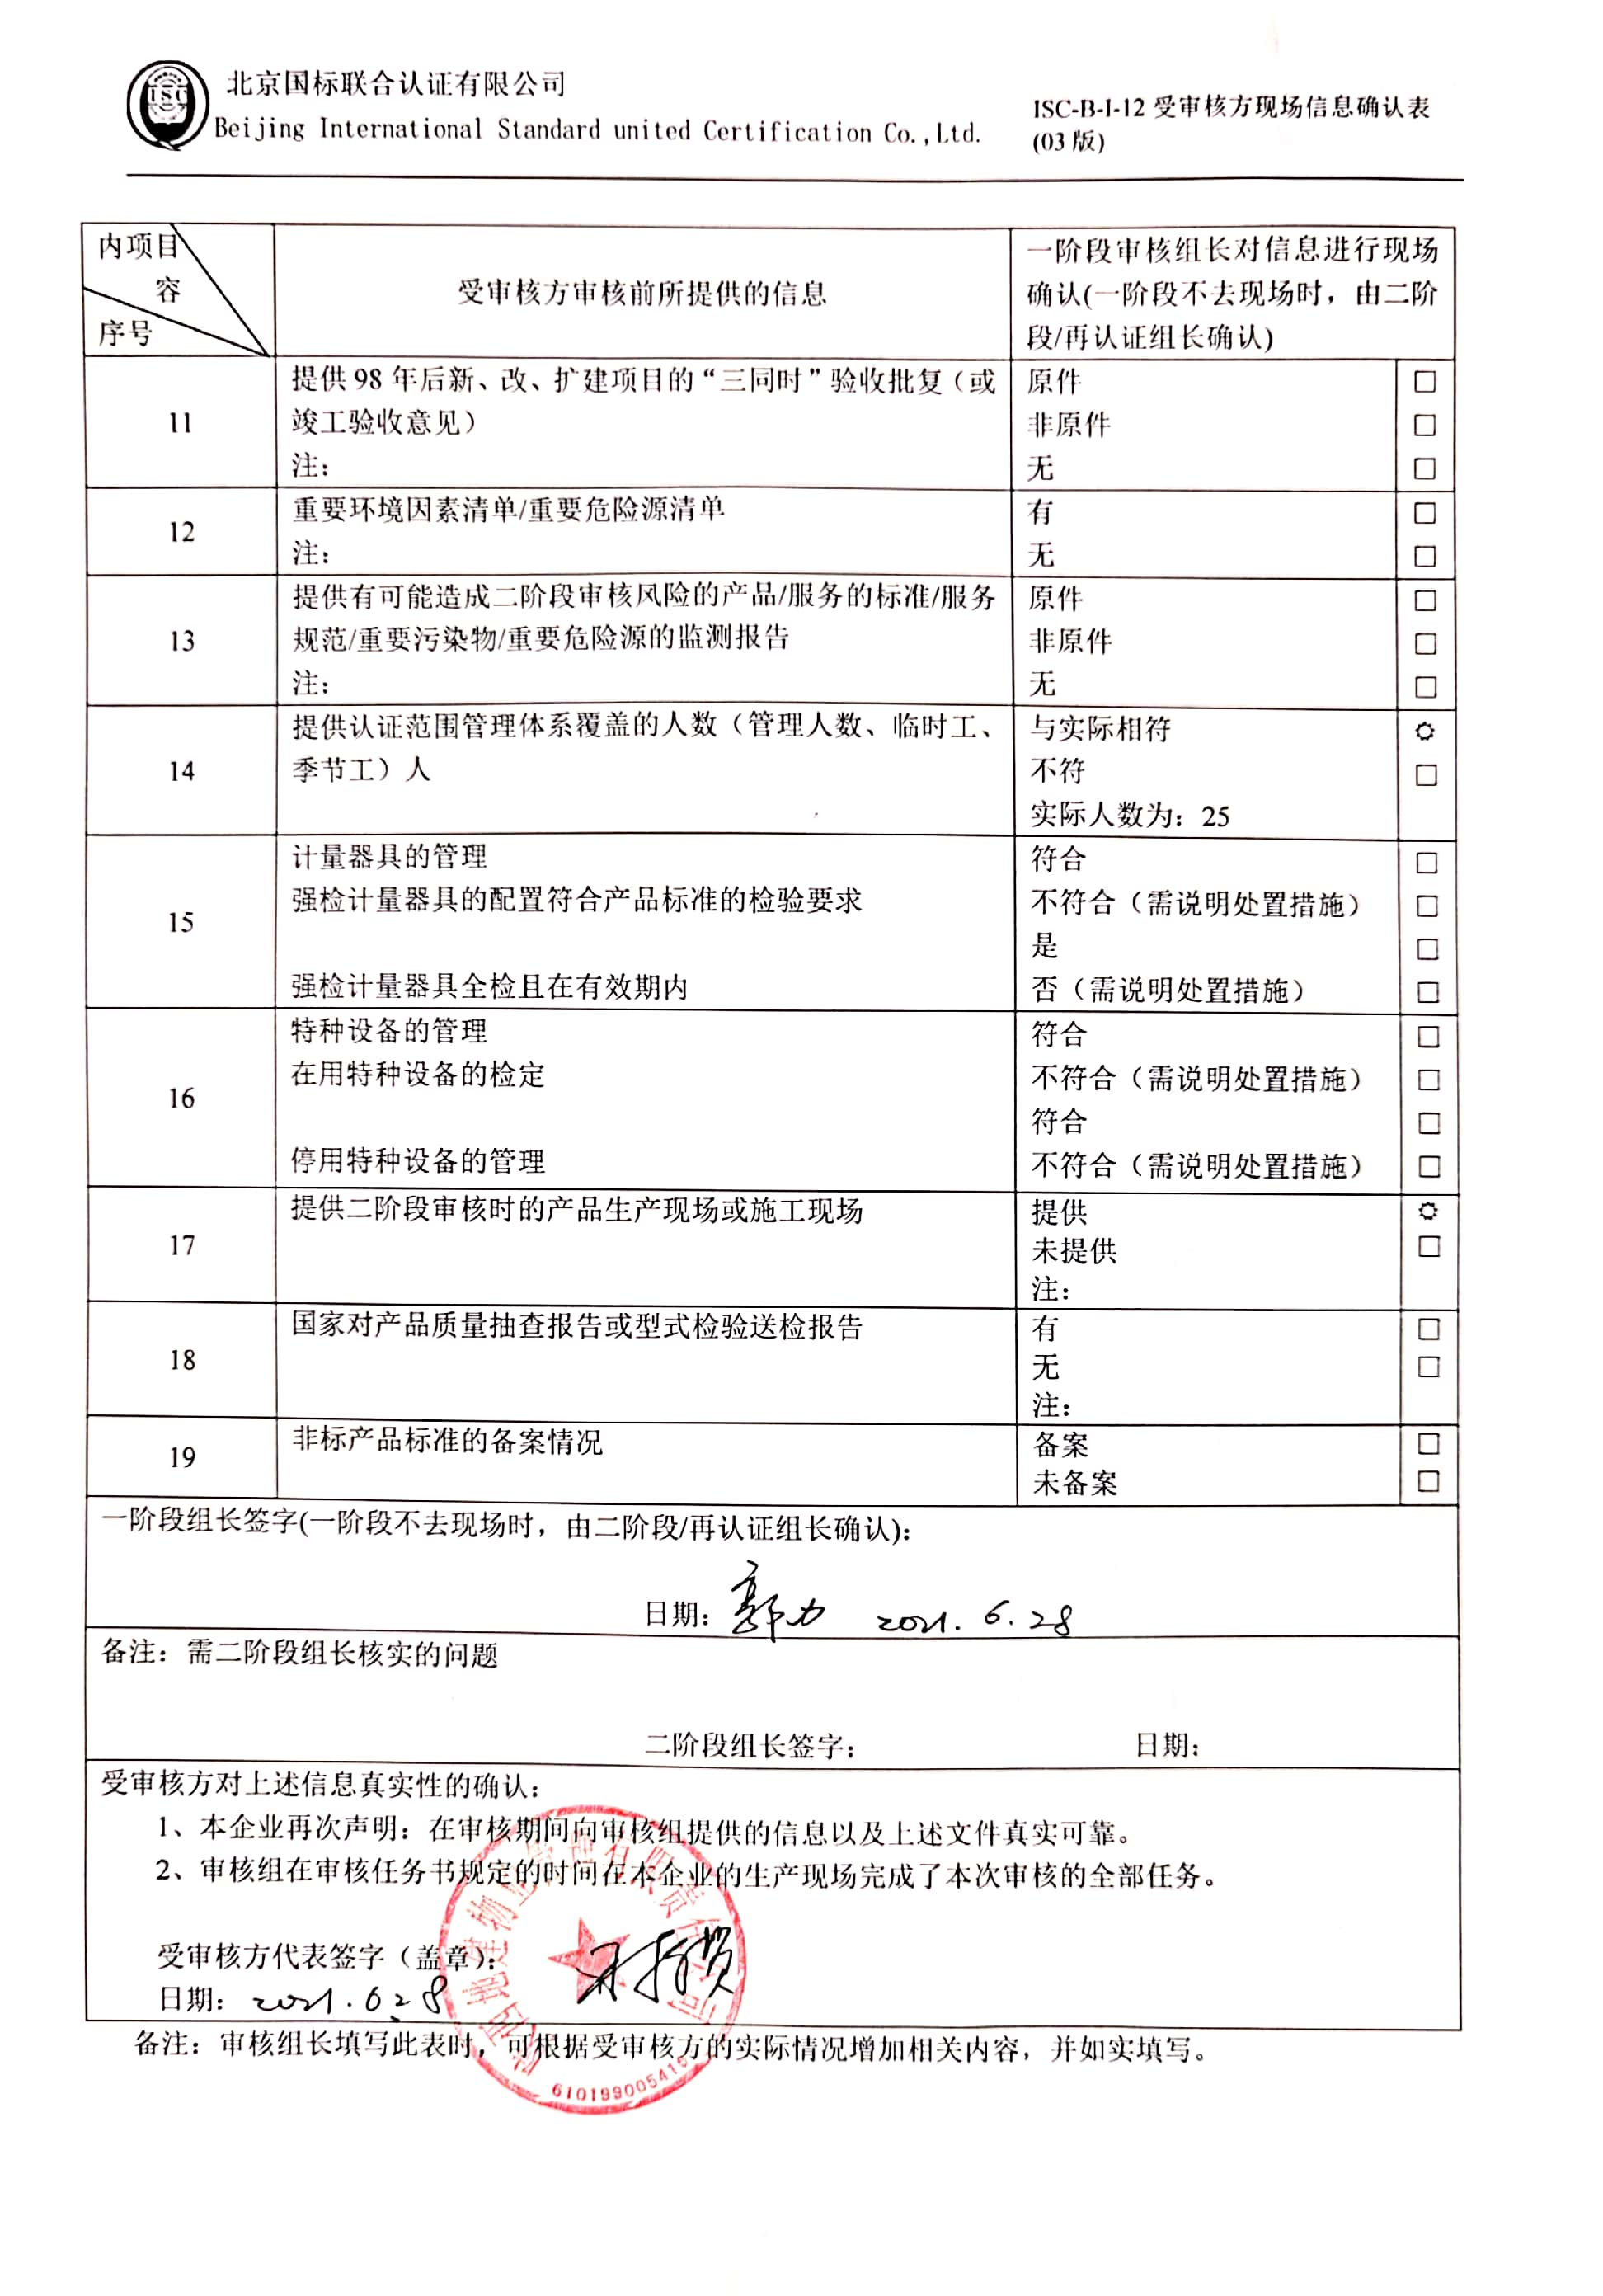 北京国标联合认证有限公司
Beijing International Standard united Certification Co.,Ltd.
ISC-B-I-12 受审核方现场信息确认表
(03 版)
内项目
容
序号
受审核方审核前所提供的信息
一阶段审核组长对信息进行现场
确认(一阶段不去现场时，由二阶
段/再认证组长确认)
11
提供 98 年后新、改、扩建项目的“三同时”验收批复（或
竣工验收意见）
注：
原件 □
非原件 □
无 □
12
重要环境因素清单/重要危险源清单
注：
有 □
无 □
13
提供有可能造成二阶段审核风险的产品/服务的标准/服务
规范/重要污染物/重要危险源的监测报告
注：
原件 □
非原件 □
无 □
14
提供认证范围管理体系覆盖的人数（管理人数、临时工、
季节工）人
与实际相符
不符 □
实际人数为：25
15
计量器具的管理
强检计量器具的配置符合产品标准的检验要求
强检计量器具全检且在有效期内
符合 □
不符合（需说明处置措施） □
是 □
否（需说明处置措施） □
16
特种设备的管理
在用特种设备的检定
停用特种设备的管理
符合 □
不符合（需说明处置措施） □
符合 □
不符合（需说明处置措施） □
17
提供二阶段审核时的产品生产现场或施工现场
提供
未提供 □
注：
18
国家对产品质量抽查报告或型式检验送检报告
有 □
无 □
注：
19
非标产品标准的备案情况
备案 □
未备案 □
一阶段组长签字(一阶段不去现场时，由二阶段/再认证组长确认)：
日期：郭力 2021.6.28
备注：需二阶段组长核实的问题
二阶段组长签字： 日期：
受审核方对上述信息真实性的确认：
1、本企业再次声明：在审核期间向审核组提供的信息以及上述文件真实可靠。
2、审核组在审核任务书规定的时间在本企业的生产现场完成了本次审核的全部任务。
受审核方代表签字（盖章）：
日期：2021.6.28
备注：审核组长填写此表时，可根据受审核方的实际情况增加相关内容，并如实填写。